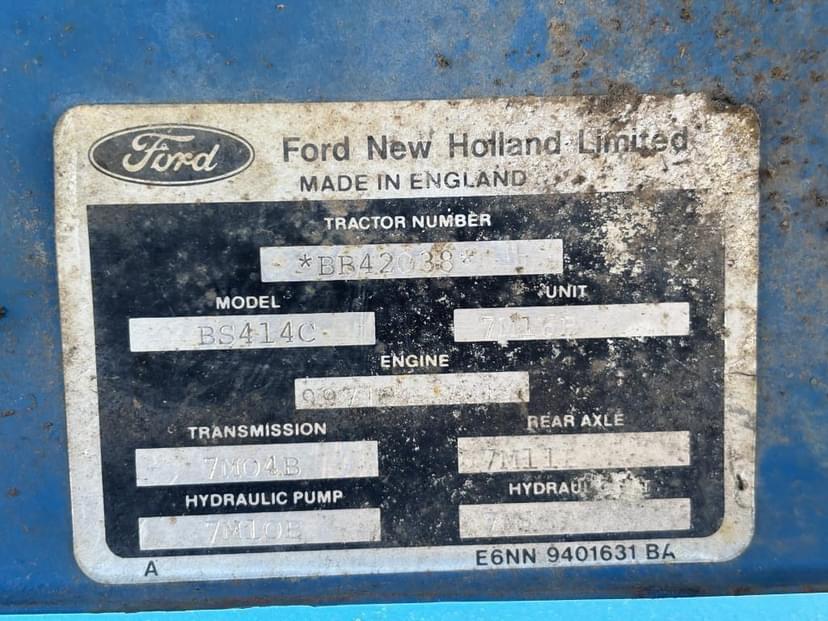 Ford Ford New Holland Limited
MADE IN ENGLAND
TRACTOR NUMBER
*BB42038*
MODEL UNIT
BS414C
ENGINE
TRANSMISSION REAR AXLE
7M04B
HYDRAULIC PUMP
7M10E
A E6NN 9401631 BA